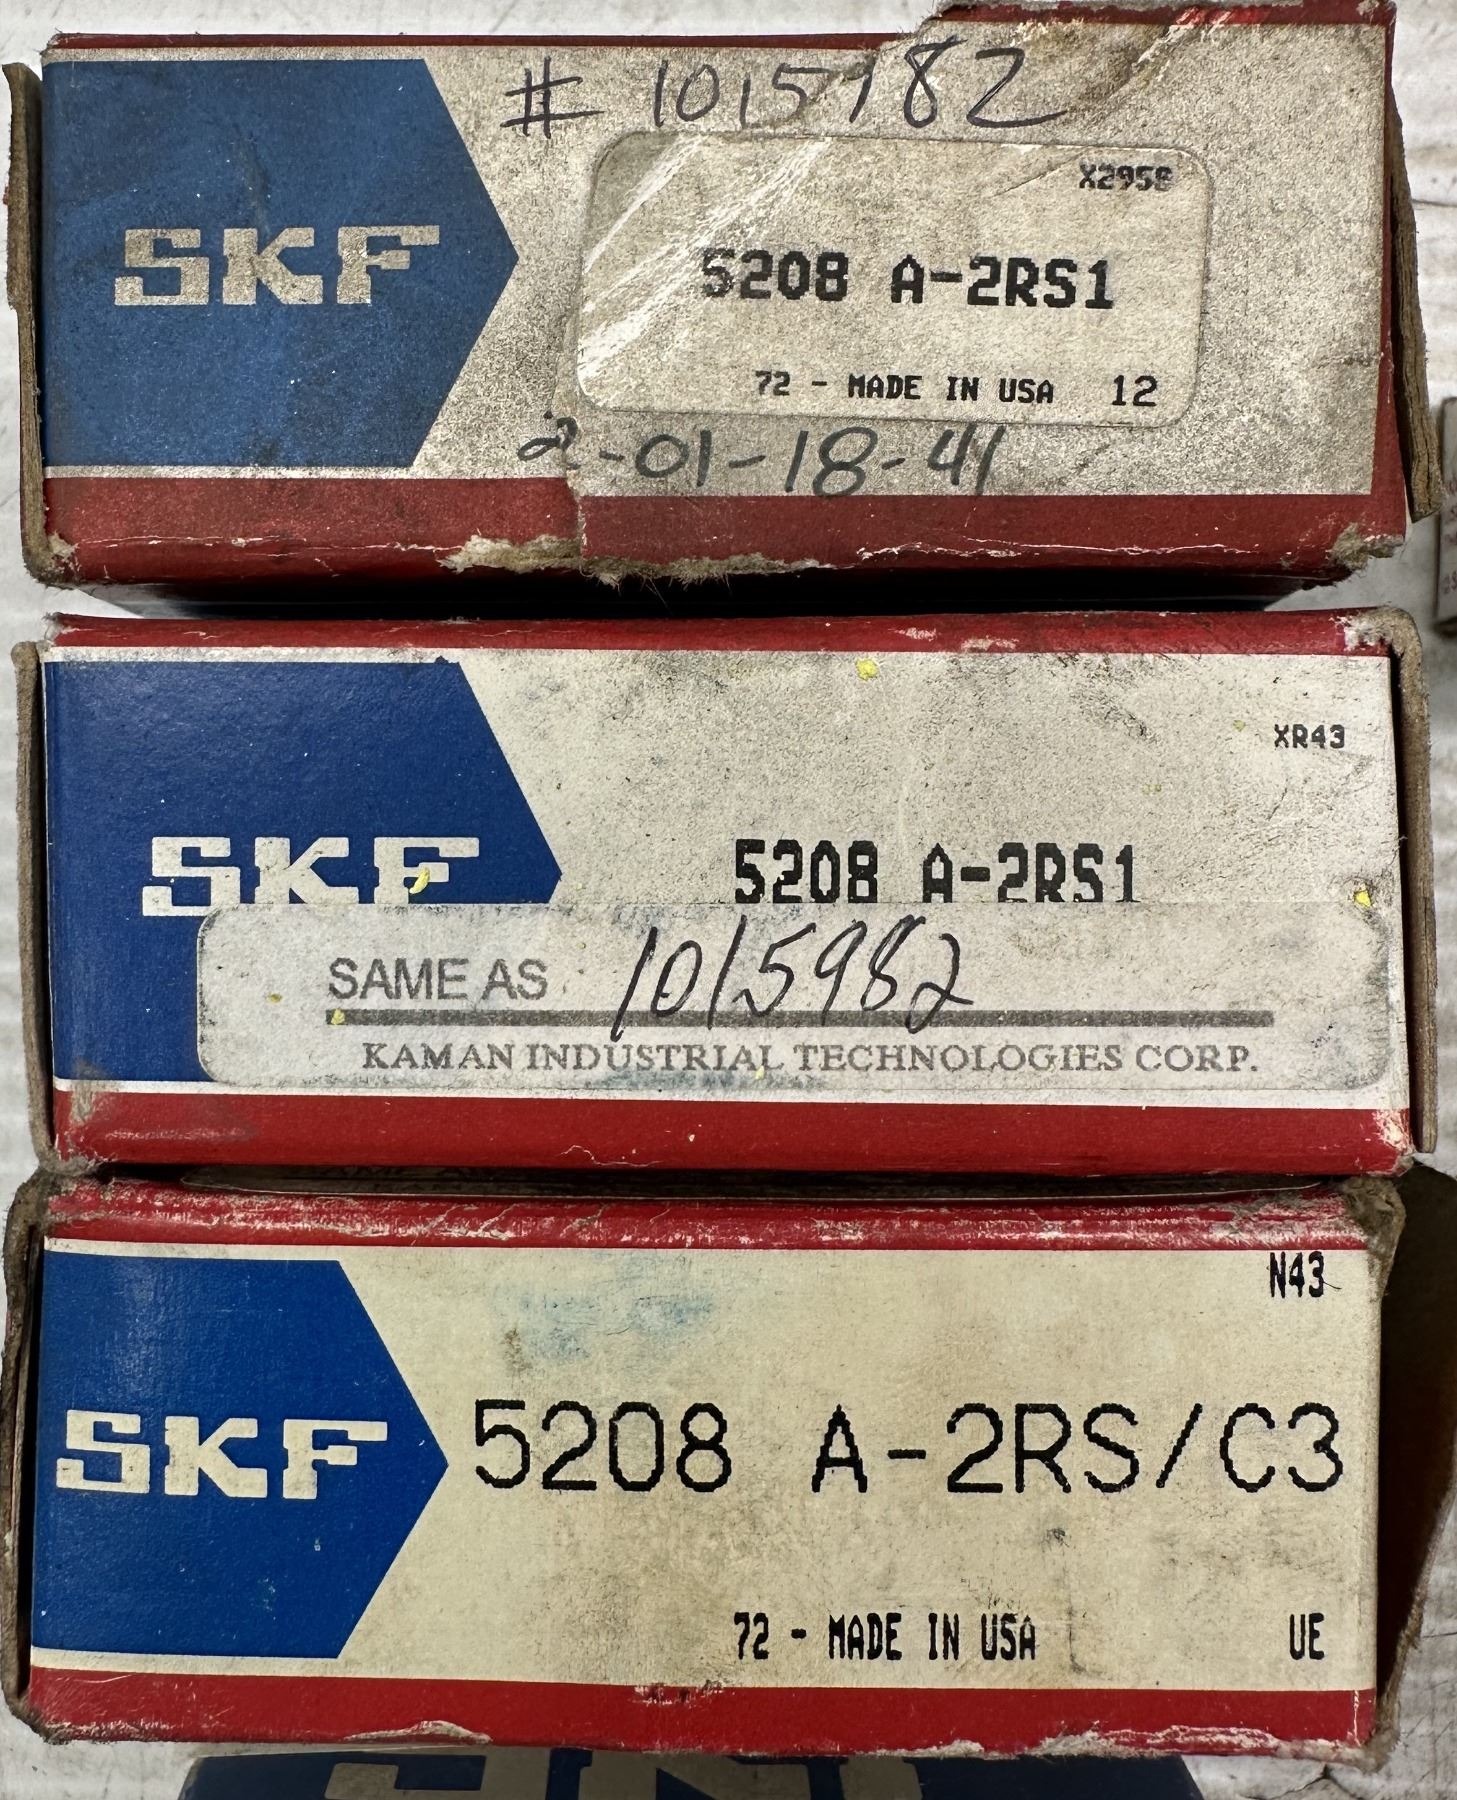 # 1015982
X2958
SKF
5208 A-2RS1
72 - MADE IN USA 12
2-01-18-41
XR43
SKF
5208 A-2RS1
SAME AS 1015982
KAMAN INDUSTRIAL TECHNOLOGIES CORP.
N43
SKF
5208 A-2RS/C3
72 - MADE IN USA UE